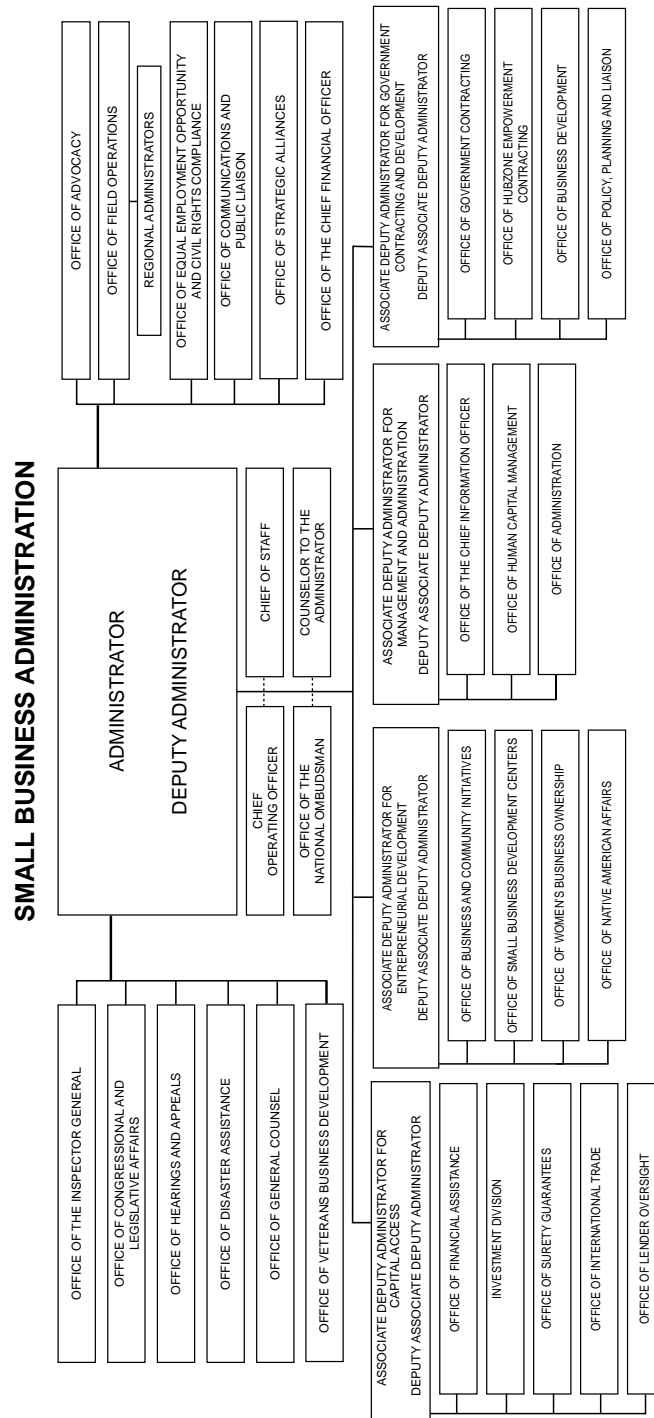 SMALL BUSINESS ADMINISTRATION
OFFICE OF THE INSPECTOR GENERAL
OFFICE OF CONGRESSIONAL AND
LEGISLATIVE AFFAIRS
OFFICE OF HEARINGS AND APPEALS
OFFICE OF DISASTER ASSISTANCE
OFFICE OF GENERAL COUNSEL
OFFICE OF VETERANS BUSINESS DEVELOPMENT
ADMINISTRATOR
DEPUTY ADMINISTRATOR
CHIEF
OPERATING OFFICER
CHIEF OF STAFF
OFFICE OF THE
NATIONAL OMBUDSMAN
COUNSELOR TO THE
ADMINISTRATOR
OFFICE OF ADVOCACY
OFFICE OF FIELD OPERATIONS
REGIONAL ADMINISTRATORS
OFFICE OF EQUAL EMPLOYMENT OPPORTUNITY
AND CIVIL RIGHTS COMPLIANCE
OFFICE OF COMMUNICATIONS AND
PUBLIC LIAISON
OFFICE OF STRATEGIC ALLIANCES
OFFICE OF THE CHIEF FINANCIAL OFFICER
ASSOCIATE DEPUTY ADMINISTRATOR FOR
CAPITAL ACCESS
DEPUTY ASSOCIATE DEPUTY ADMINISTRATOR
OFFICE OF FINANCIAL ASSISTANCE
INVESTMENT DIVISION
OFFICE OF SURETY GUARANTEES
OFFICE OF INTERNATIONAL TRADE
OFFICE OF LENDER OVERSIGHT
ASSOCIATE DEPUTY ADMINISTRATOR FOR
ENTREPRENEURIAL DEVELOPMENT
DEPUTY ASSOCIATE DEPUTY ADMINISTRATOR
OFFICE OF BUSINESS AND COMMUNITY INITIATIVES
OFFICE OF SMALL BUSINESS DEVELOPMENT CENTERS
OFFICE OF WOMEN'S BUSINESS OWNERSHIP
OFFICE OF NATIVE AMERICAN AFFAIRS
ASSOCIATE DEPUTY ADMINISTRATOR FOR
MANAGEMENT AND ADMINISTRATION
DEPUTY ASSOCIATE DEPUTY ADMINISTRATOR
OFFICE OF THE CHIEF INFORMATION OFFICER
OFFICE OF HUMAN CAPITAL MANAGEMENT
OFFICE OF ADMINISTRATION
ASSOCIATE DEPUTY ADMINISTRATOR FOR GOVERNMENT
CONTRACTING AND DEVELOPMENT
DEPUTY ASSOCIATE DEPUTY ADMINISTRATOR
OFFICE OF GOVERNMENT CONTRACTING
OFFICE OF HUBZONE EMPOWERMENT
CONTRACTING
OFFICE OF BUSINESS DEVELOPMENT
OFFICE OF POLICY, PLANNING AND LIAISON